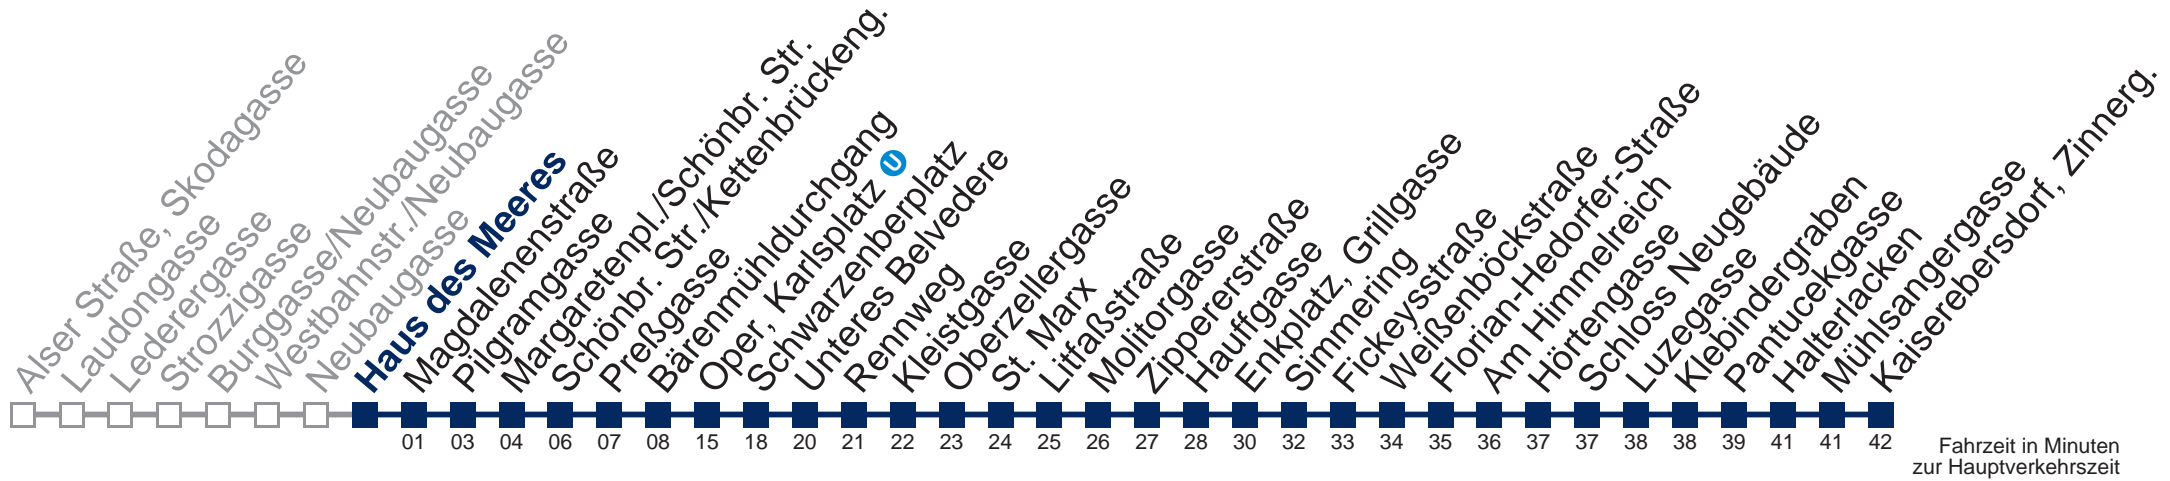 Alser Straße, Skodagasse
Laudongasse
Lederergasse
Strozzigasse
Burggasse/Neubaugasse
Westbahnstr./Neubaugasse
Neubaugasse
Haus des Meeres
Magdalenenstraße
Pilgramgasse
Margaretenpl./Schönbr. Str.
Schönbr. Str./Kettenbrückeng.
Preßgasse
Bärenmühldurchgang
Oper, Karlsplatz U
Schwarzenbergplatz
Unteres Belvedere
Rennweg
Kleistgasse
Oberzellergasse
St. Marx
Litfaßstraße
Molitorgasse
Zippererstraße
Hauffgasse
Enkplatz, Grillgasse
Simmering
Fickeysstraße
Weißenböckstraße
Florian-Hedorfer-Straße
Am Himmelreich
Hörtengasse
Schloss Neugebäude
Luzegasse
Klebindergraben
Pantucekgasse
Halterlacken
Mühlsangergasse
Kaiserebersdorf, Zinnerg.
01 03 04 06 07 08 15 18 20 21 22 23 24 25 26 27 28 30 32 33 34 35 36 37 37 38 38 39 41 41 42
Fahrzeit in Minuten
zur Hauptverkehrszeit